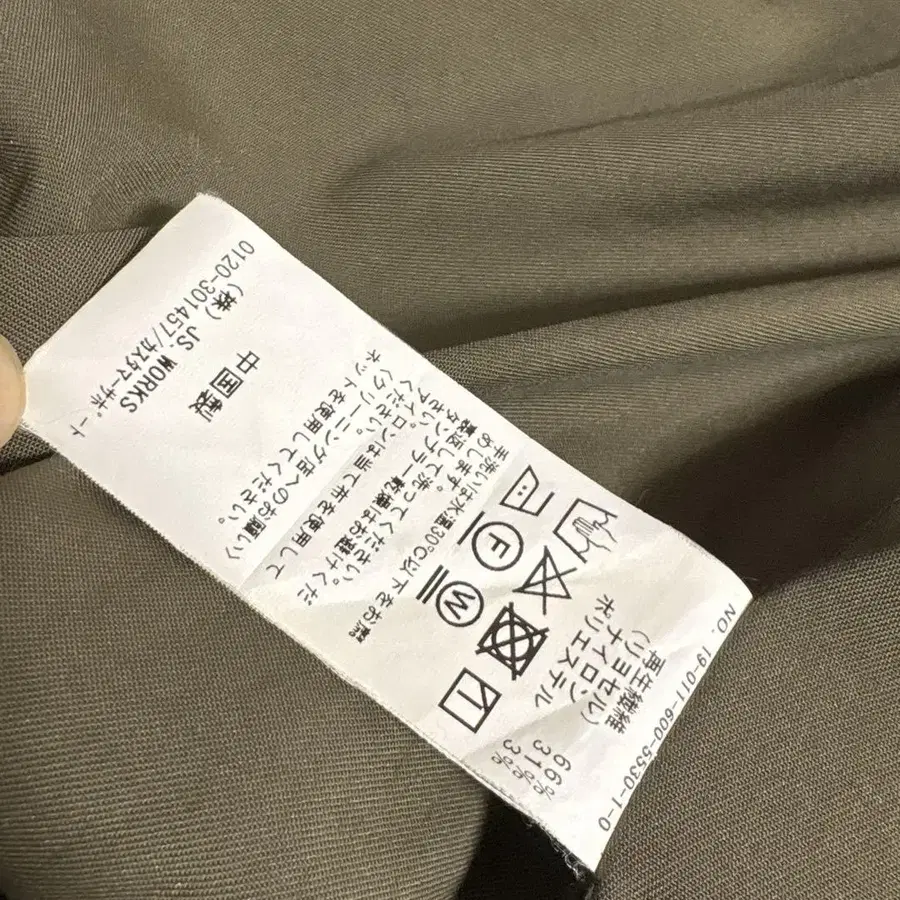 NO. 19-011-600-5530-1-0
再生繊維
(リヨセル) 66%
ナイロン 31%
ポリエステル 3%
F
W
手洗いは水温30℃以下をお薦
めします。
裏返して洗ってください。
タンブラー乾燥はお避けくだ
さい。
アイロンは当て布を使用して
ください。
(クリーニング店へのお願い)
ネットを使用してください。
中国製
(株) JS. WORKS
0120-301457/カスタマーサポート